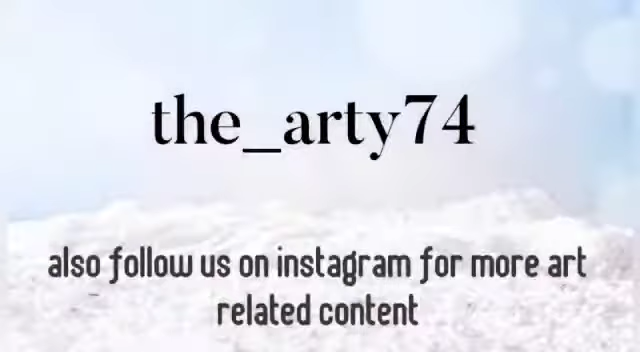 the_arty74
also follow us on instagram for more art
related content